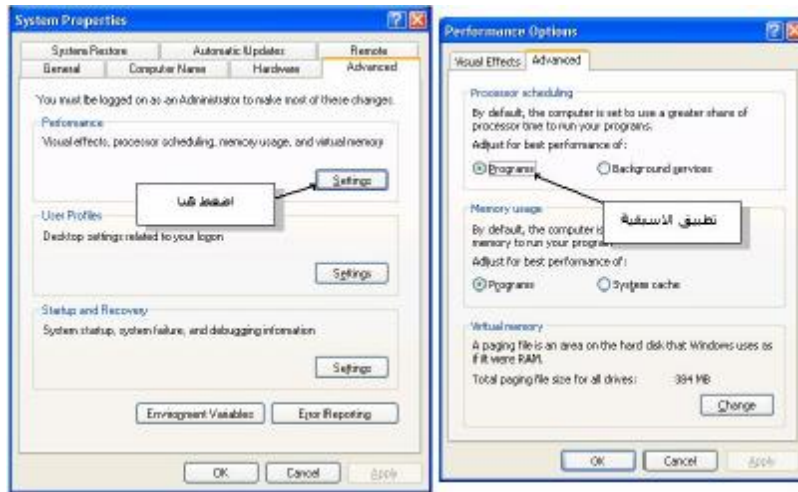 System Properties
System Restore
Automatic Updates
Remote
General
Computer Name
Hardware
Advanced
You must be logged on as an Administrator to make most of these changes.
Performance
Visual effects, processor scheduling, memory usage, and virtual memory
Settings
اضغط هنا
User Profiles
Desktop settings related to your logon
Settings
Startup and Recovery
System startup, system failure, and debugging information
Settings
Environment Variables
Error Reporting
OK
Cancel
Apply
Performance Options
Visual Effects
Advanced
Processor scheduling
By default, the computer is set to use a greater share of
processor time to run your programs.
Adjust for best performance of:
Programs
Background services
تطبيق الاسبقية
Memory usage
By default, the computer is
memory to run your program
Adjust for best performance of:
Programs
System cache
Virtual memory
A paging file is an area on the hard disk that Windows uses as
if it were RAM.
Total paging file size for all drives:
384 MB
Change
OK
Cancel
Apply